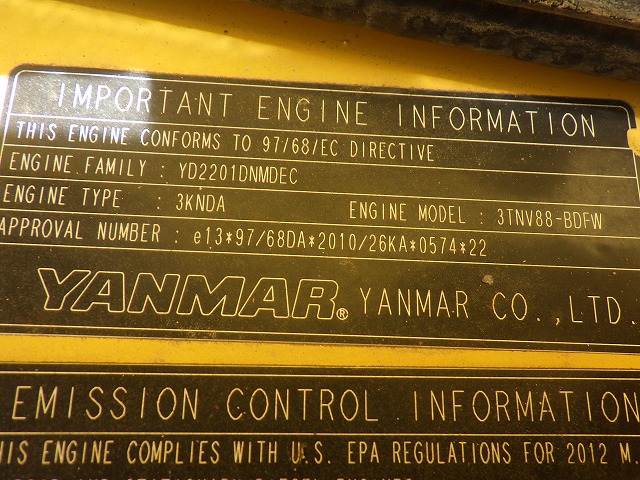 IMPORTANT ENGINE INFORMATION
THIS ENGINE CONFORMS TO 97/68/EC DIRECTIVE
ENGINE FAMILY : YD2201DNMDEC
ENGINE TYPE : 3KNDA ENGINE MODEL : 3TNV88-BDFW
APPROVAL NUMBER : e13*97/68DA*2010/26KA*0574*22
YANMAR® YANMAR CO.,LTD.
EMISSION CONTROL INFORMATION
HIS ENGINE COMPLIES WITH U.S. EPA REGULATIONS FOR 2012 M.